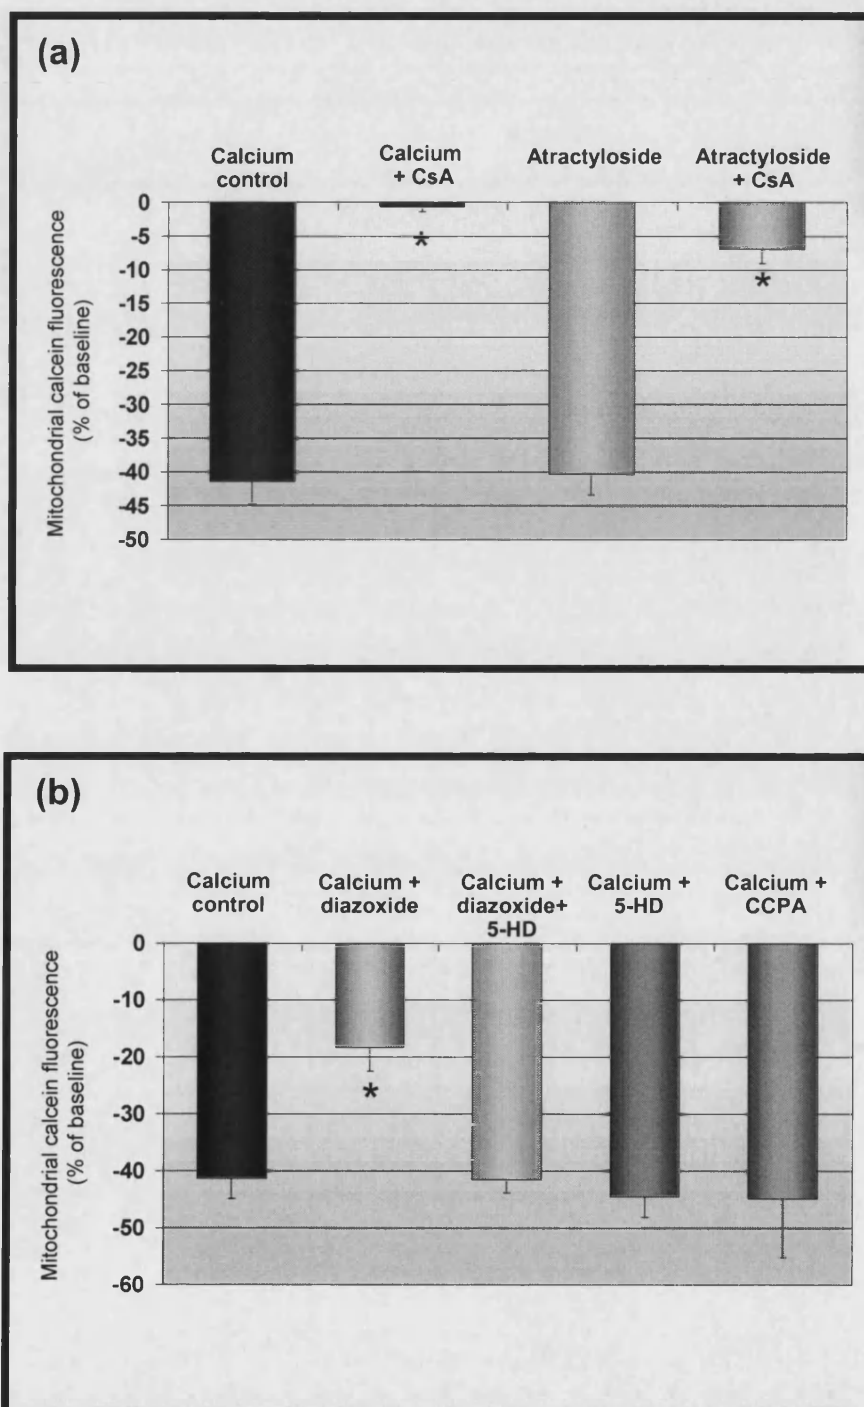 (a)
Calcium
control
Calcium
+ CsA
Atractyloside
Atractyloside
+ CsA
Mitochondrial calcein fluorescence
(% of baseline)
0
-5
-10
-15
-20
-25
-30
-35
-40
-45
-50
*
*
(b)
Calcium
control
Calcium +
diazoxide
Calcium +
diazoxide+
5-HD
Calcium +
5-HD
Calcium +
CCPA
Mitochondrial calcein fluorescence
(% of baseline)
0
-10
-20
-30
-40
-50
-60
*